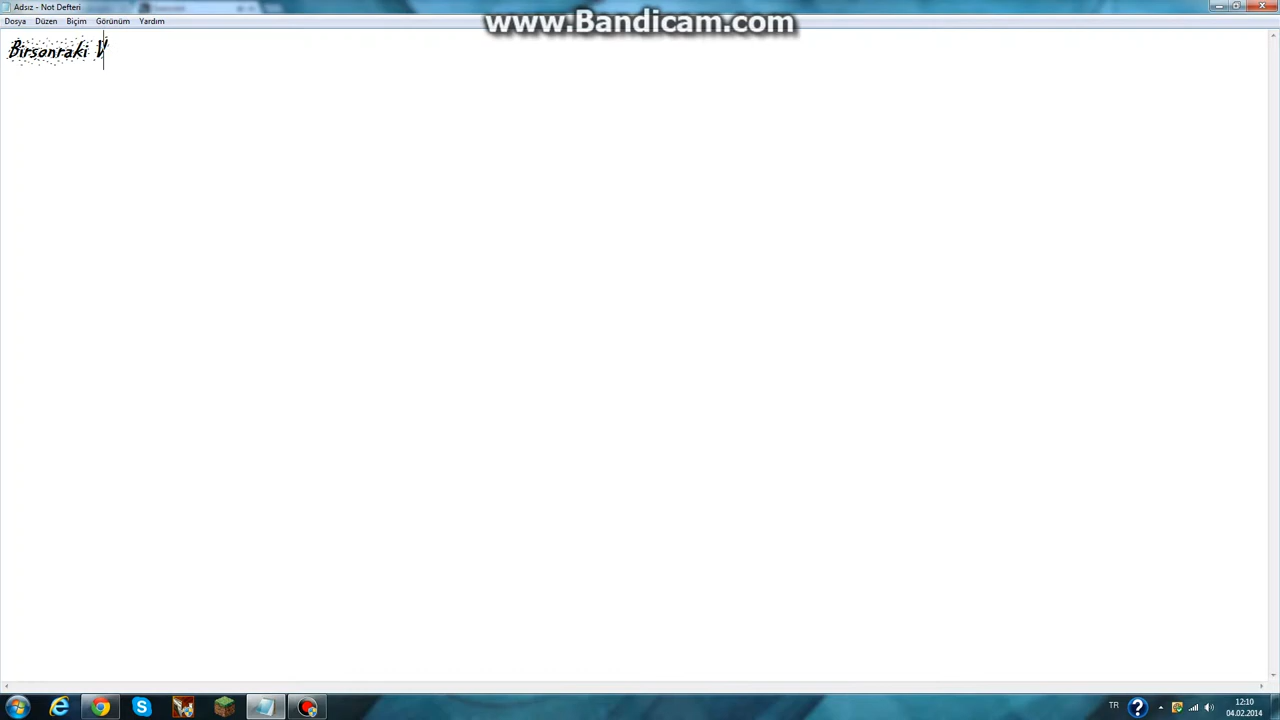 Adsız - Not Defteri
www.Bandicam.com
Dosya Düzen Biçim Görünüm Yardım
Birsonraki V
TR
12:10
04.02.2014